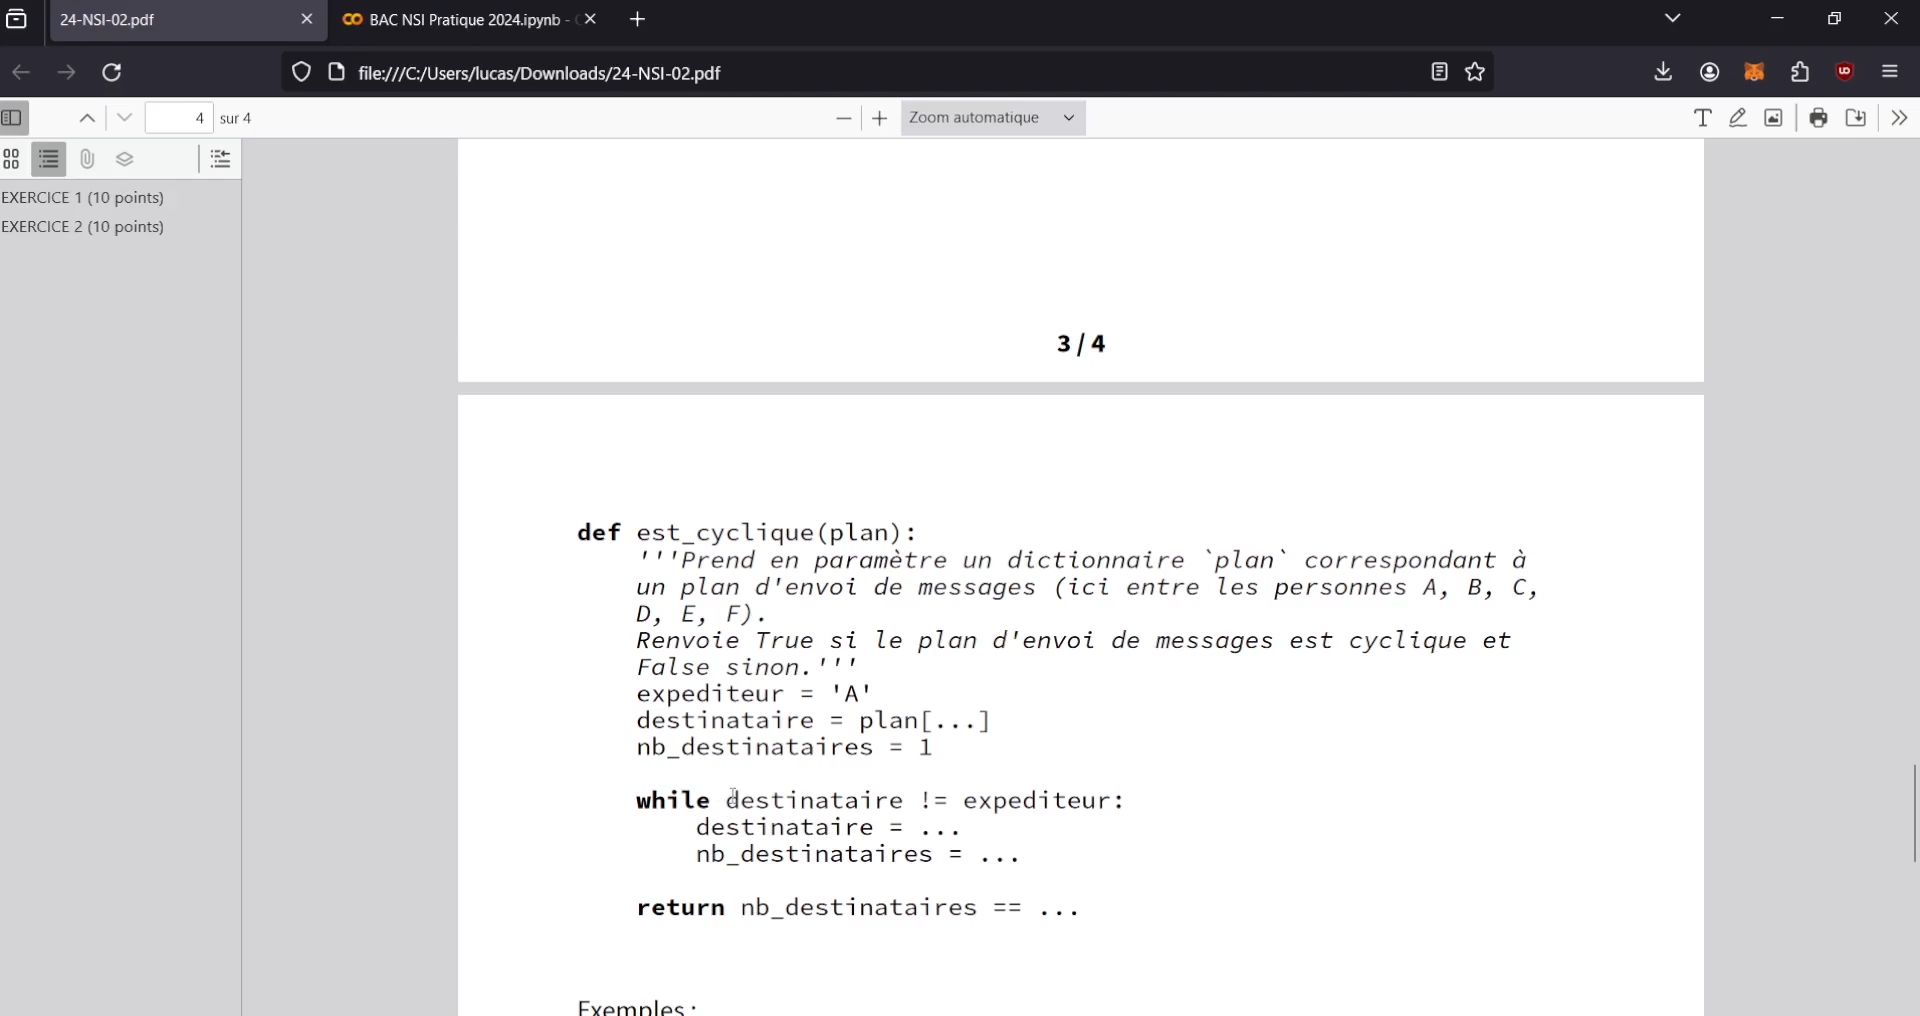 24-NSI-02.pdf
BAC NSI Pratique 2024.ipynb -
file:///C:/Users/lucas/Downloads/24-NSI-02.pdf
4 sur 4
Zoom automatique
EXERCICE 1 (10 points)
EXERCICE 2 (10 points)
3 / 4
def est_cyclique(plan):
'''Prend en paramètre un dictionnaire `plan` correspondant à
un plan d'envoi de messages (ici entre les personnes A, B, C,
D, E, F).
Renvoie True si le plan d'envoi de messages est cyclique et
False sinon.'''
expediteur = 'A'
destinataire = plan[...]
nb_destinataires = 1
while destinataire != expediteur:
destinataire = ...
nb_destinataires = ...
return nb_destinataires == ...
Exemples :